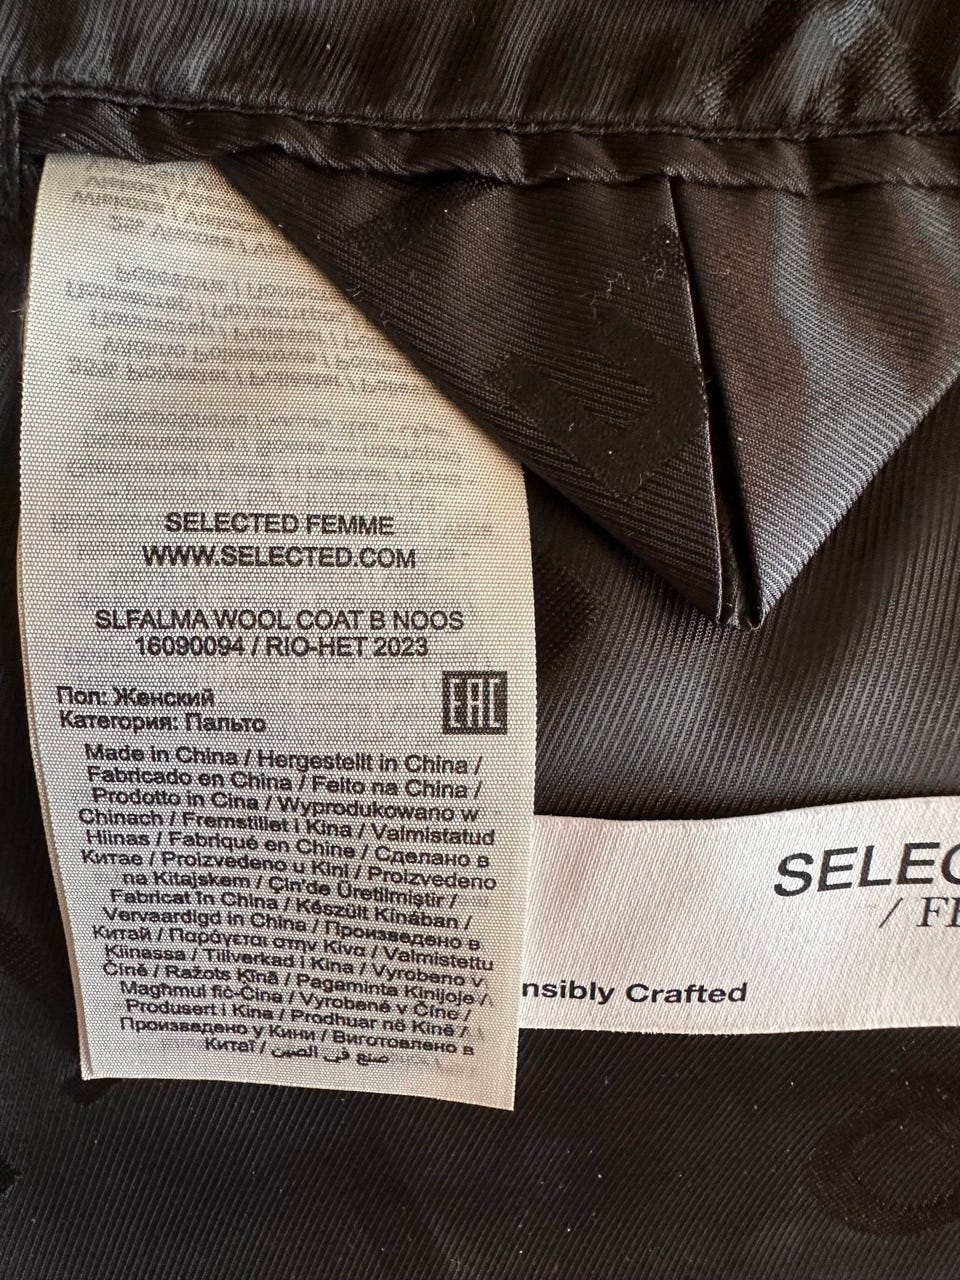 SELECTED FEMME
WWW.SELECTED.COM
SLFALMA WOOL COAT B NOOS
16090094 / RIO-HET 2023
Пол: Женский
Категория: Пальто
EAC
Made in China / Hergestellt in China /
Fabricado en China / Feito na China /
Prodotto in Cina / Wyprodukowano w
Chinach / Fremstillet i Kina / Valmistatud
Hiinas / Fabriqué en Chine / Сделано в
Китае / Proizvedeno u Kini / Proizvedeno
na Kitajskem / Çin'de Üretilmiştir /
Fabricat în China / Készült Kínában /
Vervaardigd in China / Произведено в
Китай / Παράγεται στην Κίνα / Valmistettu
Kiinassa / Tillverkad i Kina / Vyrobeno v
Číně / Ražots Ķīnā / Pagaminta Kinijoje /
Magħmul fiċ-Ċina / Vyrobené v Číne /
Produsert i Kina / Prodhuar në Kinë /
Произведено у Кини / Виготовлено в
Китаї / صنع في الصين
SELEC
/ FE
nsibly Crafted